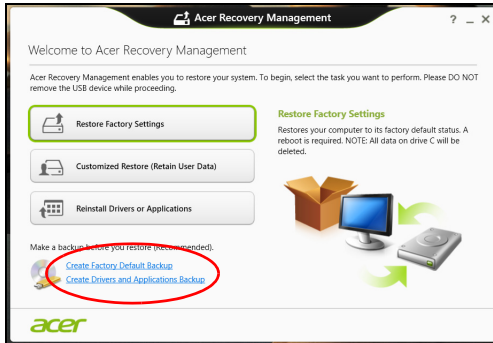 Acer Recovery Management
? _ X
Welcome to Acer Recovery Management
Acer Recovery Management enables you to restore your system. To begin, select the task you want to perform. Please DO NOT
remove the USB device while proceeding.
Restore Factory Settings
Customized Restore (Retain User Data)
Reinstall Drivers or Applications
Restore Factory Settings
Restores your computer to its factory default status. A
reboot is required. NOTE: All data on drive C will be
deleted.
Make a backup before you restore (Recommended).
Create Factory Default Backup
Create Drivers and Applications Backup
acer